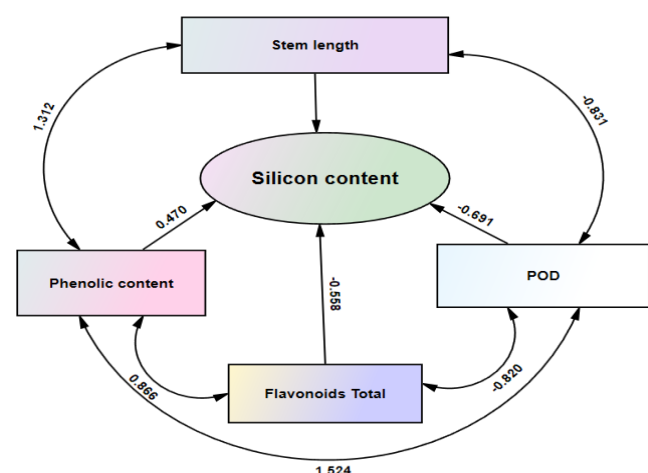 Stem length
1.312
-0.831
Silicon content
0.470
-0.691
Phenolic content
POD
-0.558
0.866
Flavonoids Total
-0.820
1.524